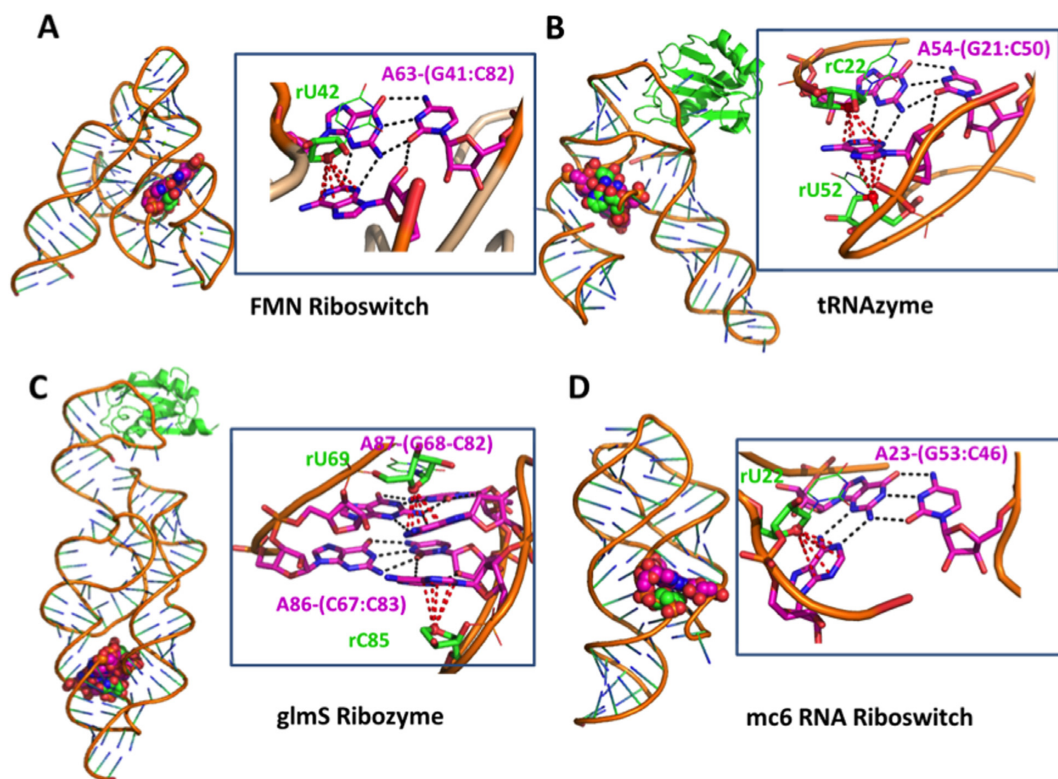 A
A63-(G41:C82)
rU42
FMN Riboswitch
B
A54-(G21:C50)
rC22
rU52
tRNAzyme
C
A87-(G68-C82)
rU69
A86-(C67:C83)
rC85
glmS Ribozyme
D
A23-(G53:C46)
rU22
mc6 RNA Riboswitch